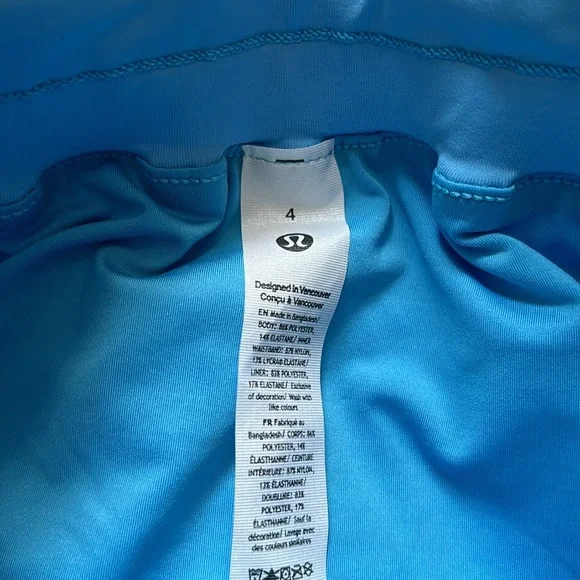 4
Designed in Vancouver
Conçu à Vancouver
EN Made in Bangladesh/
BODY: 86% POLYESTER,
14% ELASTANE/ INNER
WAISTBAND: 87% NYLON,
13% LYCRA® ELASTANE/
LINER: 83% POLYESTER,
17% ELASTANE/ Exclusive
of decoration/ Wash with
like colours
FR Fabriqué au
Bangladesh/ CORPS: 86%
POLYESTER, 14%
ÉLASTHANNE/ CEINTURE
INTÉRIEURE: 87% NYLON,
13% ÉLASTHANNE/
DOUBLURE: 83%
POLYESTER, 17%
ÉLASTHANNE/ Sauf la
décoration/ Lavage avec
des couleurs similaires